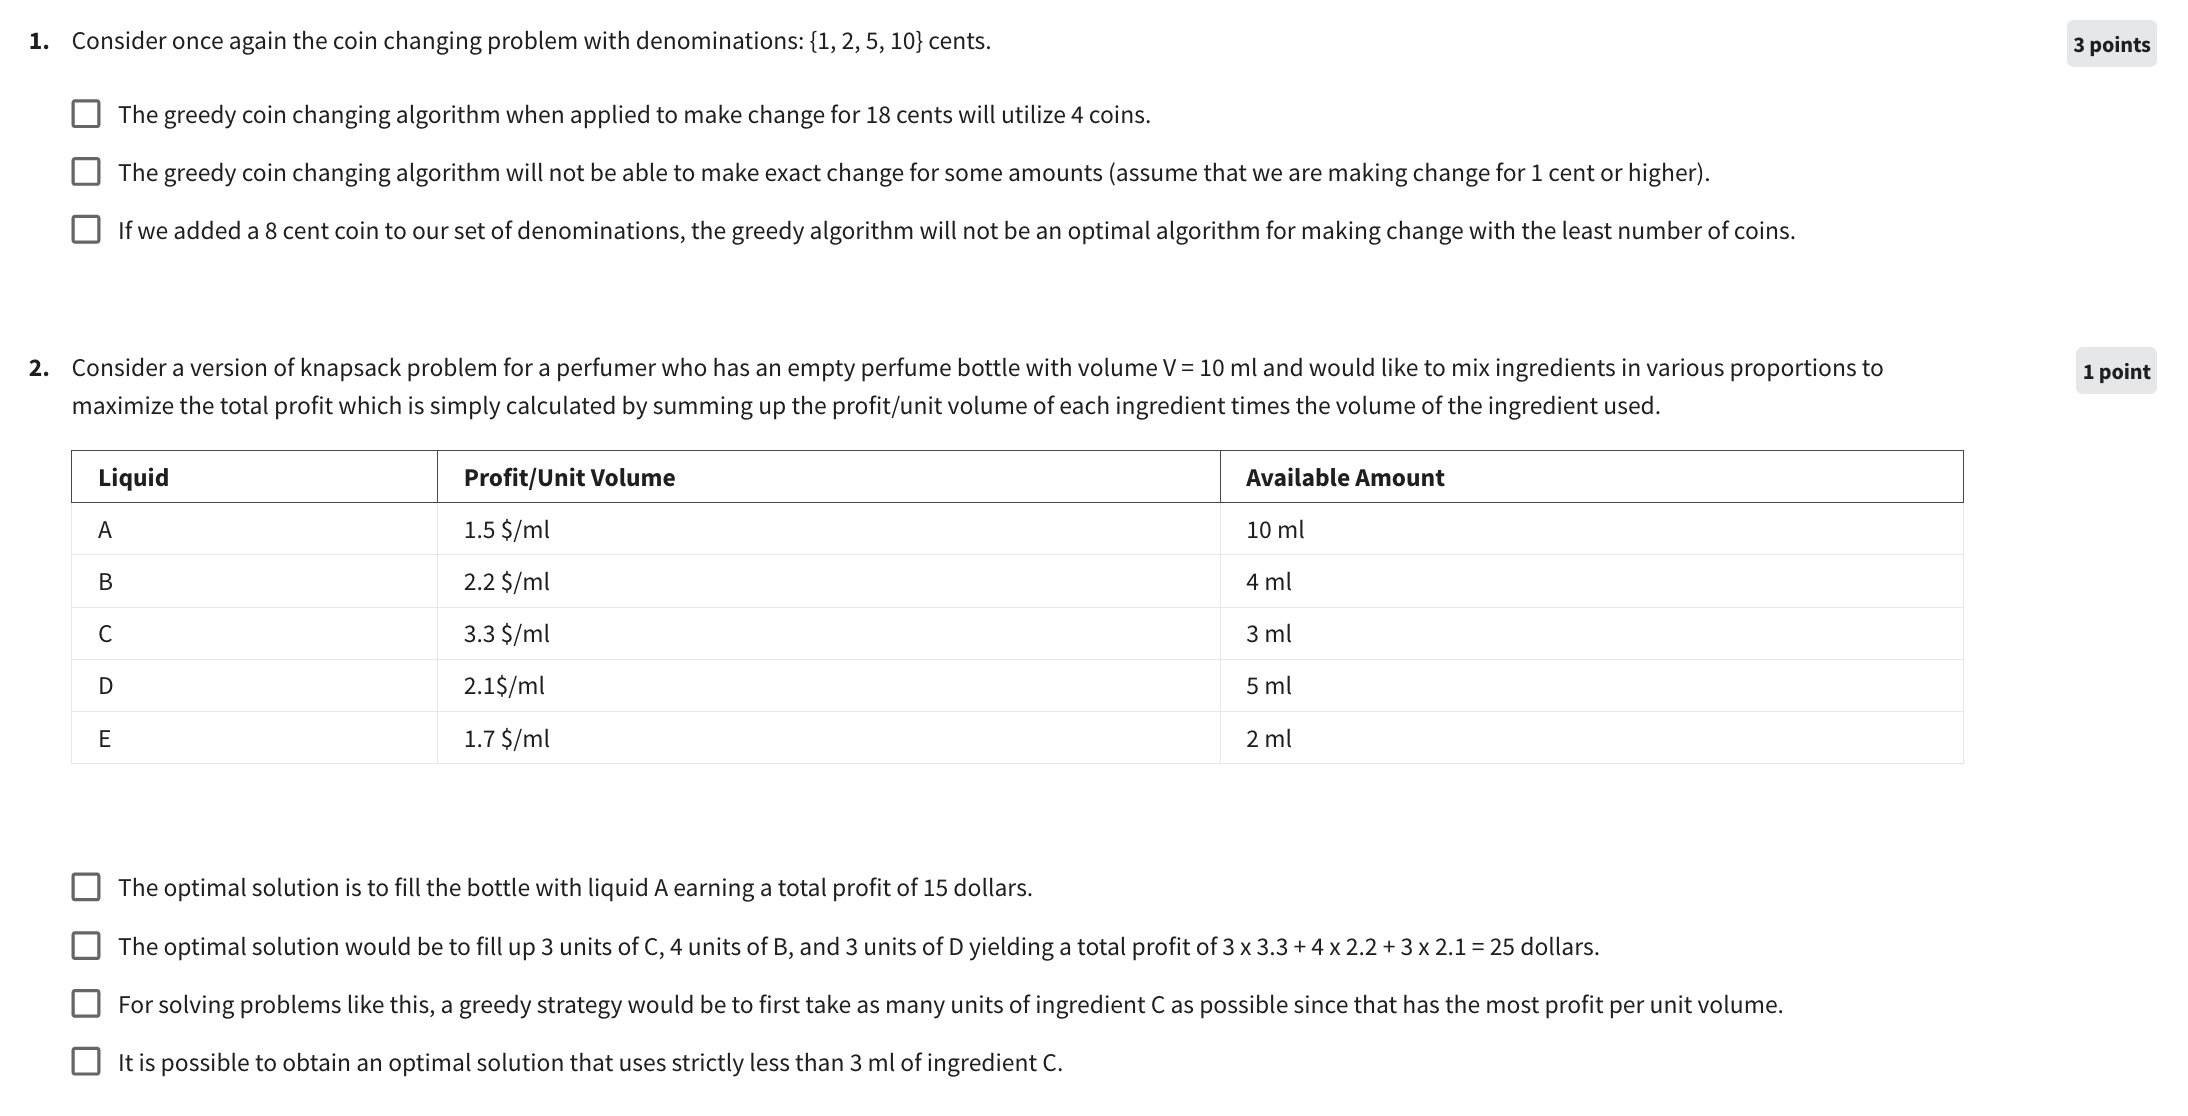 1. Consider once again the coin changing problem with denominations: {1, 2, 5, 10} cents.
3 points
The greedy coin changing algorithm when applied to make change for 18 cents will utilize 4 coins.
The greedy coin changing algorithm will not be able to make exact change for some amounts (assume that we are making change for 1 cent or higher).
If we added a 8 cent coin to our set of denominations, the greedy algorithm will not be an optimal algorithm for making change with the least number of coins.
2. Consider a version of knapsack problem for a perfumer who has an empty perfume bottle with volume V = 10 ml and would like to mix ingredients in various proportions to
1 point
maximize the total profit which is simply calculated by summing up the profit/unit volume of each ingredient times the volume of the ingredient used.
Liquid Profit/Unit Volume Available Amount
A 1.5 $/ml 10 ml
B 2.2 $/ml 4 ml
C 3.3 $/ml 3 ml
D 2.1$/ml 5 ml
E 1.7 $/ml 2 ml
The optimal solution is to fill the bottle with liquid A earning a total profit of 15 dollars.
The optimal solution would be to fill up 3 units of C, 4 units of B, and 3 units of D yielding a total profit of 3 x 3.3 + 4 x 2.2 + 3 x 2.1 = 25 dollars.
For solving problems like this, a greedy strategy would be to first take as many units of ingredient C as possible since that has the most profit per unit volume.
It is possible to obtain an optimal solution that uses strictly less than 3 ml of ingredient C.